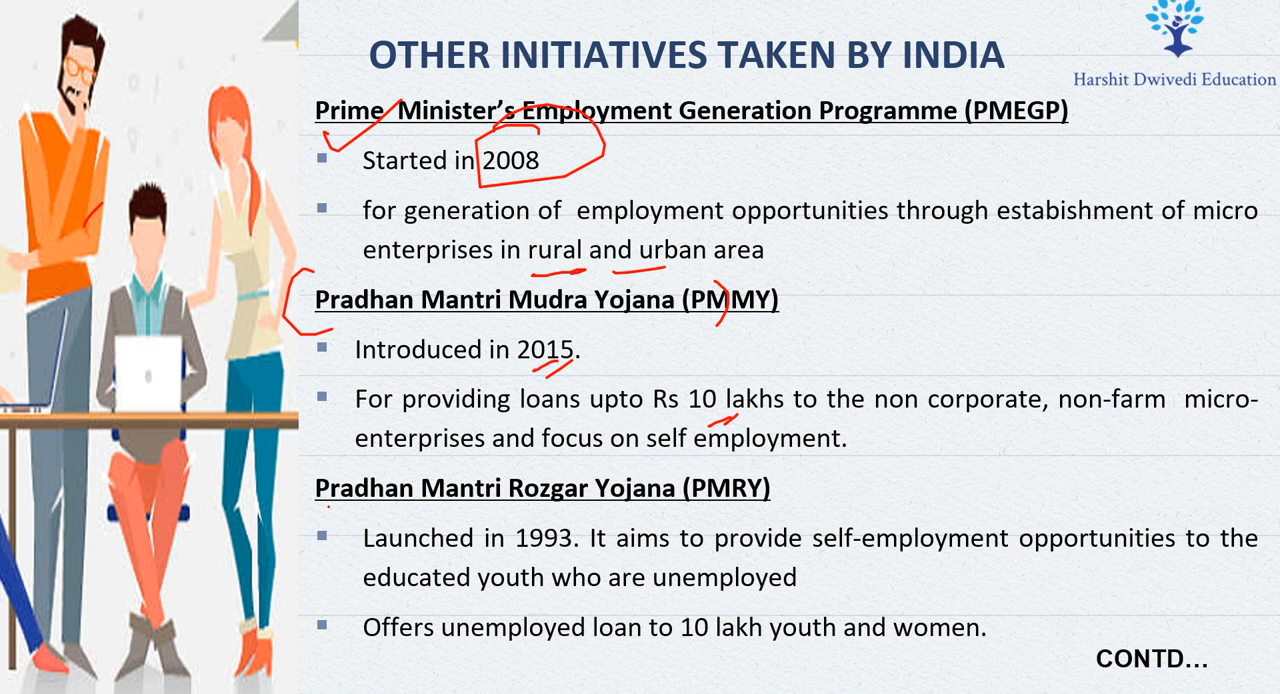 OTHER INITIATIVES TAKEN BY INDIA
Harshit Dwivedi Education
Prime Minister's Employment Generation Programme (PMEGP)
Started in 2008
for generation of employment opportunities through estabishment of micro
enterprises in rural and urban area
Pradhan Mantri Mudra Yojana (PMMY)
Introduced in 2015.
For providing loans upto Rs 10 lakhs to the non corporate, non-farm micro-
enterprises and focus on self employment.
Pradhan Mantri Rozgar Yojana (PMRY)
Launched in 1993. It aims to provide self-employment opportunities to the
educated youth who are unemployed
Offers unemployed loan to 10 lakh youth and women.
CONTD...